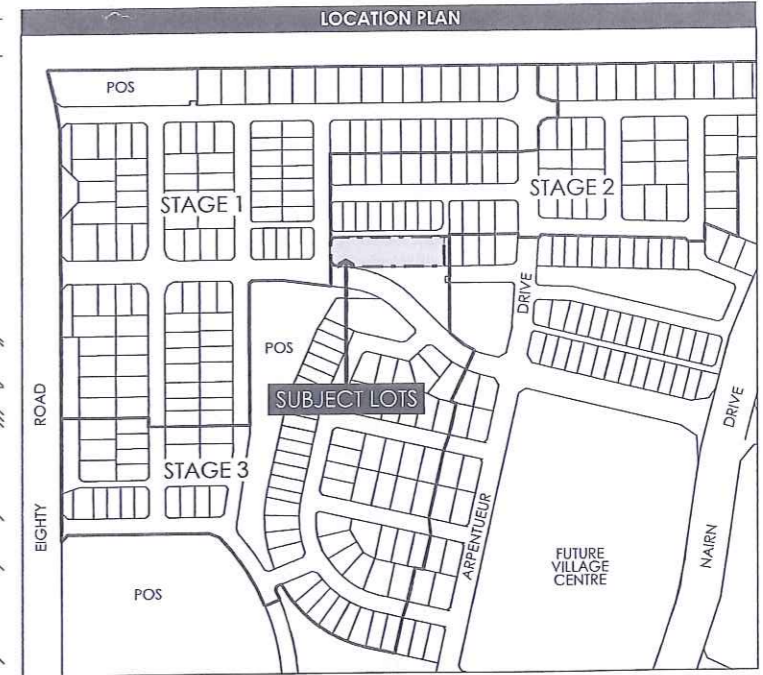 LOCATION PLAN
POS
STAGE 1
STAGE 2
DRIVE
POS
SUBJECT LOTS
ROAD
DRIVE
STAGE 3
EIGHTY
ARPENTUEUR
NAIRN
FUTURE
VILLAGE
CENTRE
POS